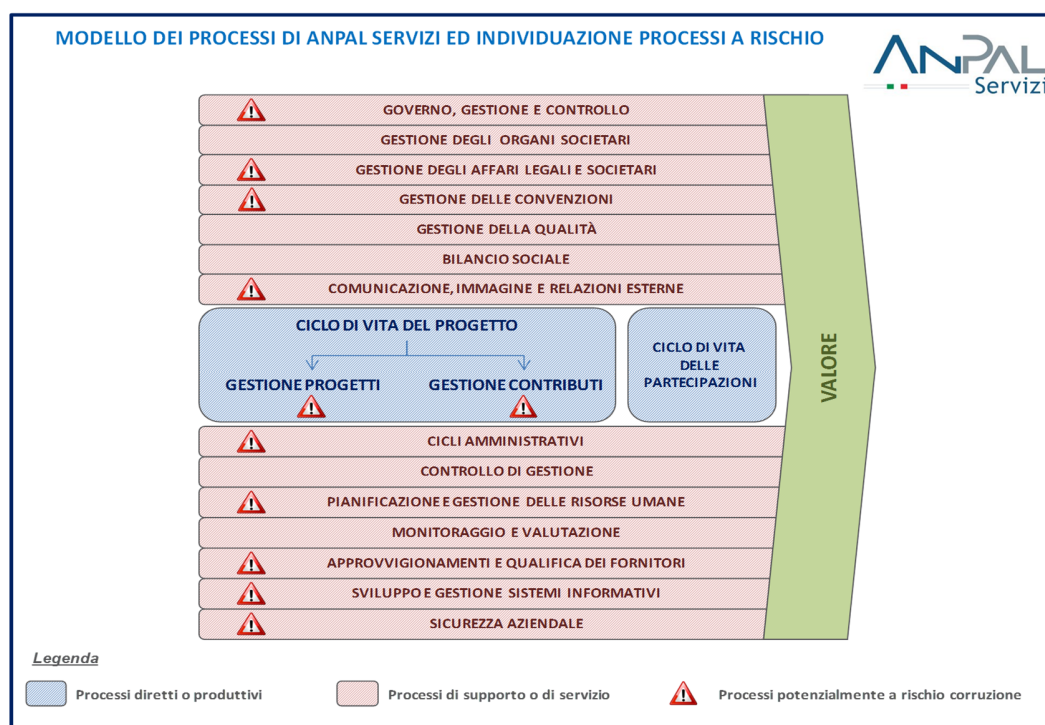 MODELLO DEI PROCESSI DI ANPAL SERVIZI ED INDIVIDUAZIONE PROCESSI A RISCHIO
ANPAL
Servizi
GOVERNO, GESTIONE E CONTROLLO
GESTIONE DEGLI ORGANI SOCIETARI
GESTIONE DEGLI AFFARI LEGALI E SOCIETARI
GESTIONE DELLE CONVENZIONI
GESTIONE DELLA QUALITÀ
BILANCIO SOCIALE
COMUNICAZIONE, IMMAGINE E RELAZIONI ESTERNE
CICLO DI VITA DEL PROGETTO
GESTIONE PROGETTI
GESTIONE CONTRIBUTI
CICLO DI VITA
DELLE
PARTECIPAZIONI
VALORE
CICLI AMMINISTRATIVI
CONTROLLO DI GESTIONE
PIANIFICAZIONE E GESTIONE DELLE RISORSE UMANE
MONITORAGGIO E VALUTAZIONE
APPROVVIGIONAMENTI E QUALIFICA DEI FORNITORI
SVILUPPO E GESTIONE SISTEMI INFORMATIVI
SICUREZZA AZIENDALE
Legenda
Processi diretti o produttivi
Processi di supporto o di servizio
Processi potenzialmente a rischio corruzione